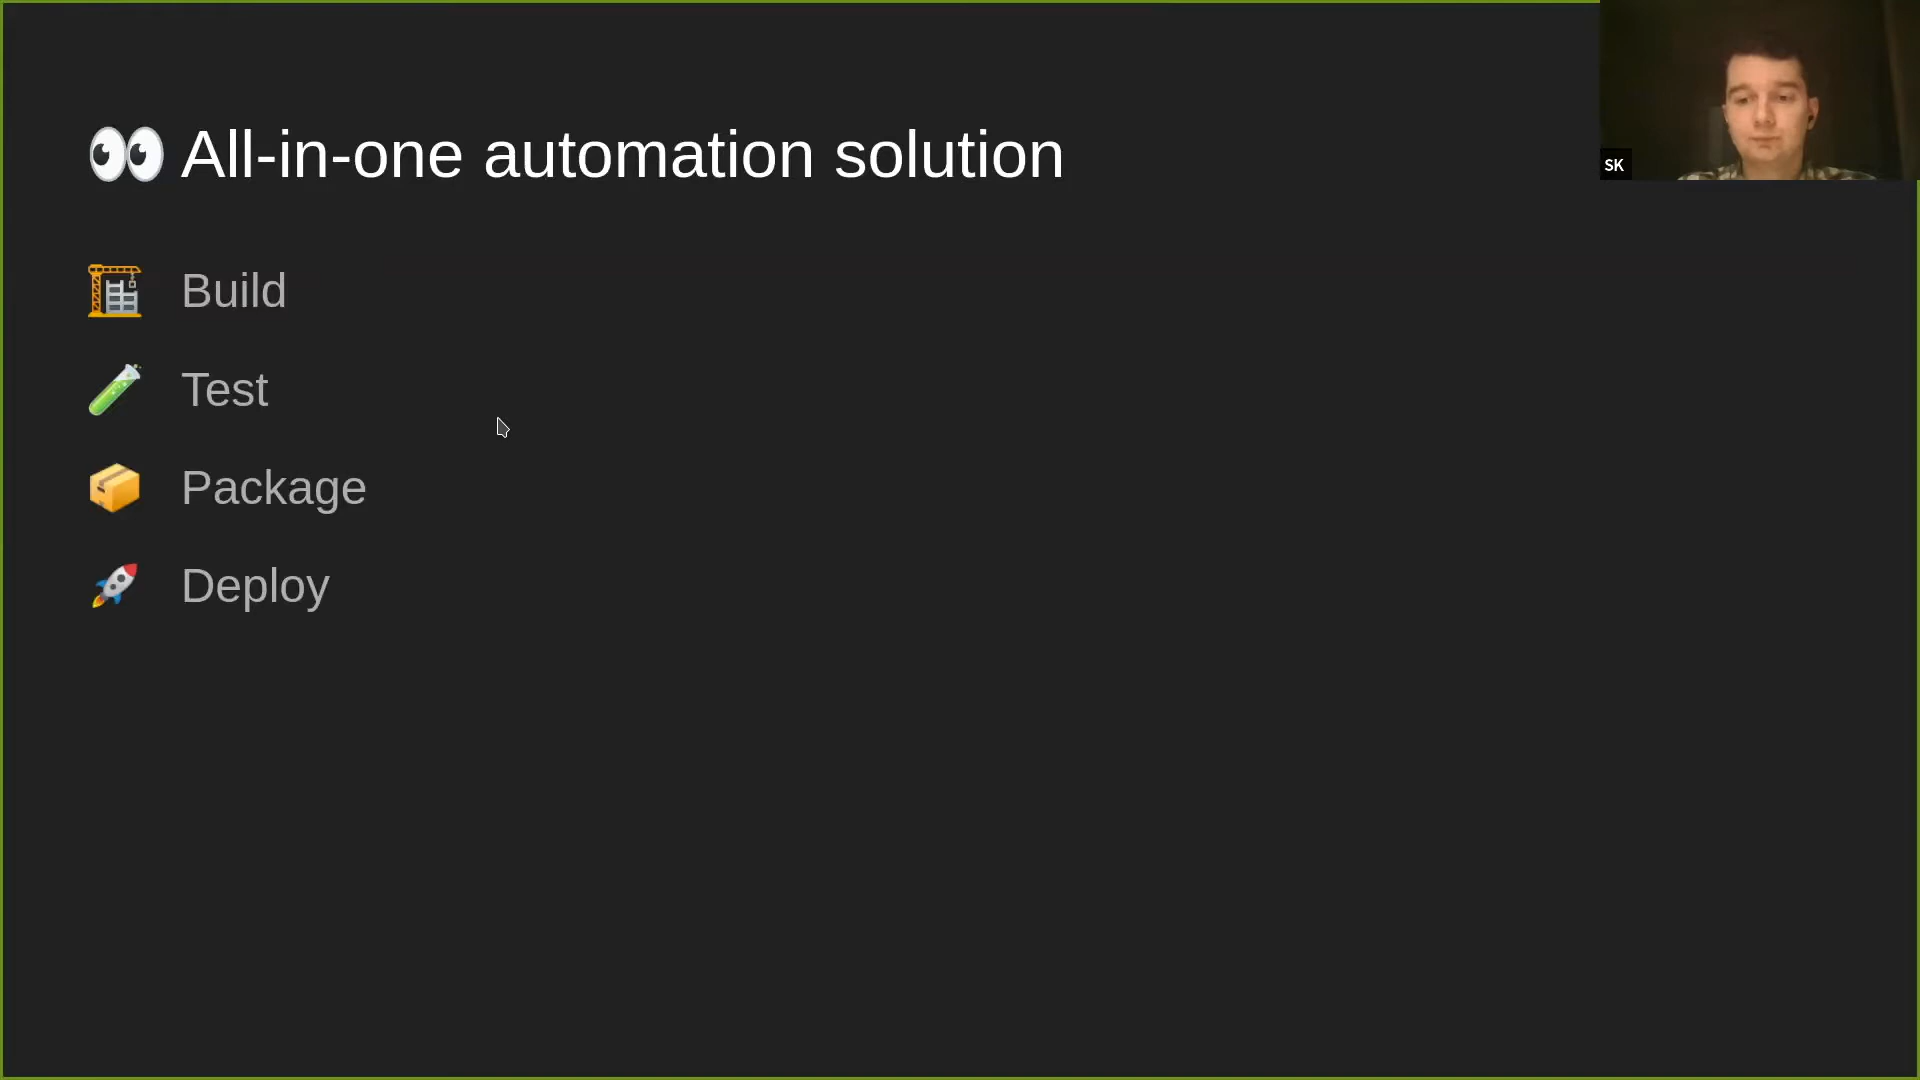 👀 All-in-one automation solution
SK
🏗️ Build
🧪 Test
📦 Package
🚀 Deploy